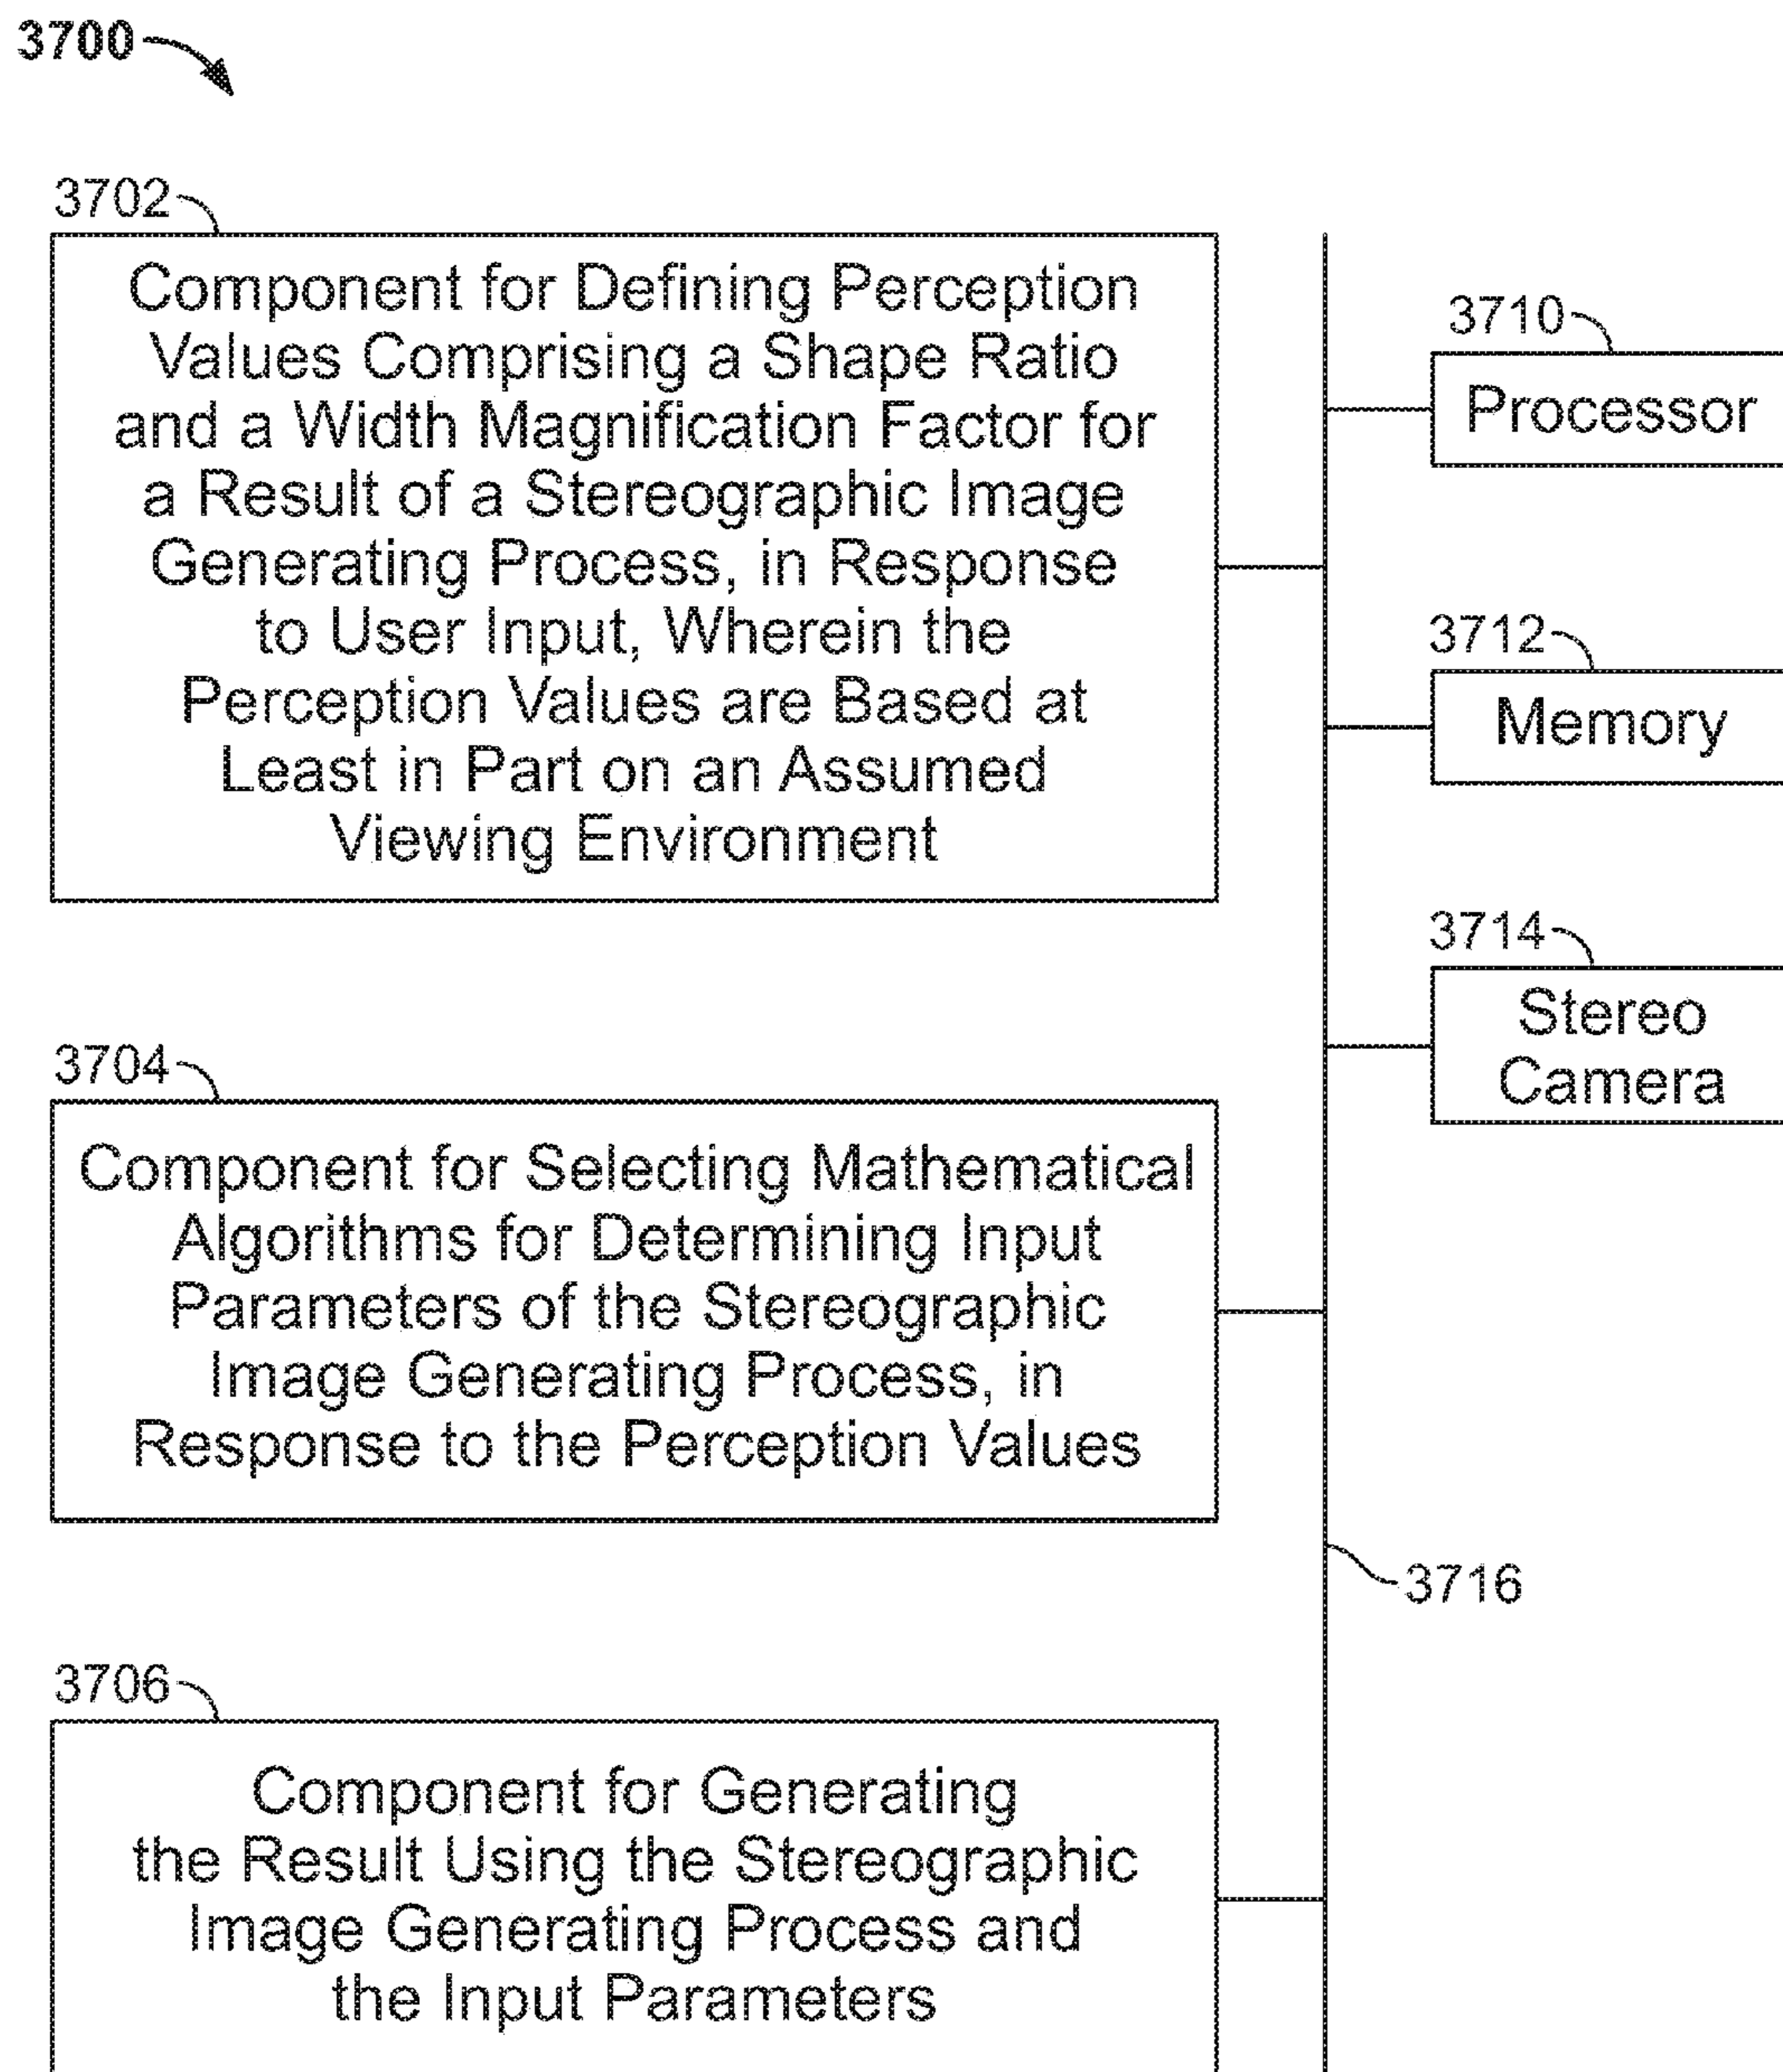 3700
3702
Component for Defining Perception
Values Comprising a Shape Ratio
and a Width Magnification Factor for
a Result of a Stereographic Image
Generating Process, in Response
to User Input, Wherein the
Perception Values are Based at
Least in Part on an Assumed
Viewing Environment
3710
Processor
3712
Memory
3714
Stereo
Camera
3704
Component for Selecting Mathematical
Algorithms for Determining Input
Parameters of the Stereographic
Image Generating Process, in
Response to the Perception Values
3716
3706
Component for Generating
the Result Using the Stereographic
Image Generating Process and
the Input Parameters